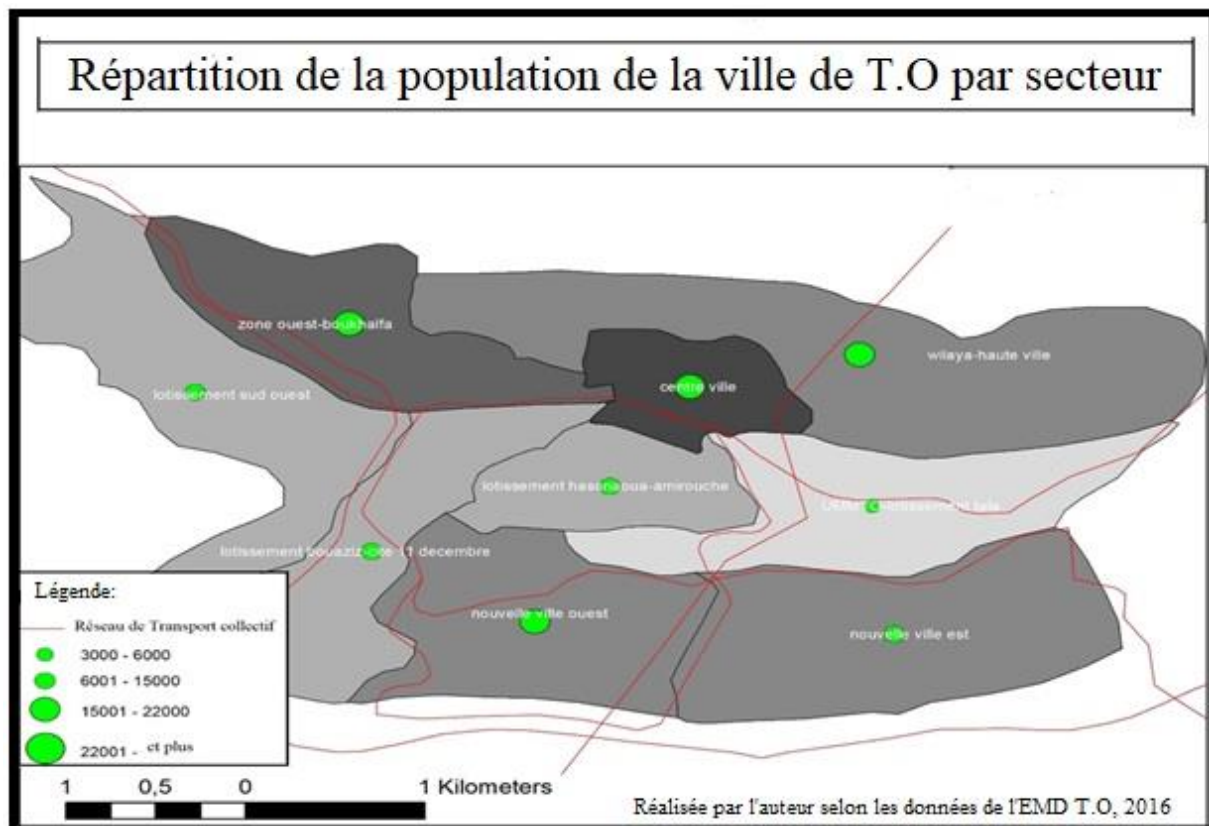 Répartition de la population de la ville de T.O par secteur
zone ouest-boukhalfa
wilaya-haute ville
centre ville
lotissement sud ouest
lotissement hasnaoua-amirouche
lotissement
lotissement bouaziz-cite 11 decembre
nouvelle ville ouest
nouvelle ville est
Légende:
Réseau de Transport collectif
3000 - 6000
6001 - 15000
15001 - 22000
22001 - et plus
1 0,5 0 1 Kilometers
Réalisée par l'auteur selon les données de l'EMD T.O, 2016